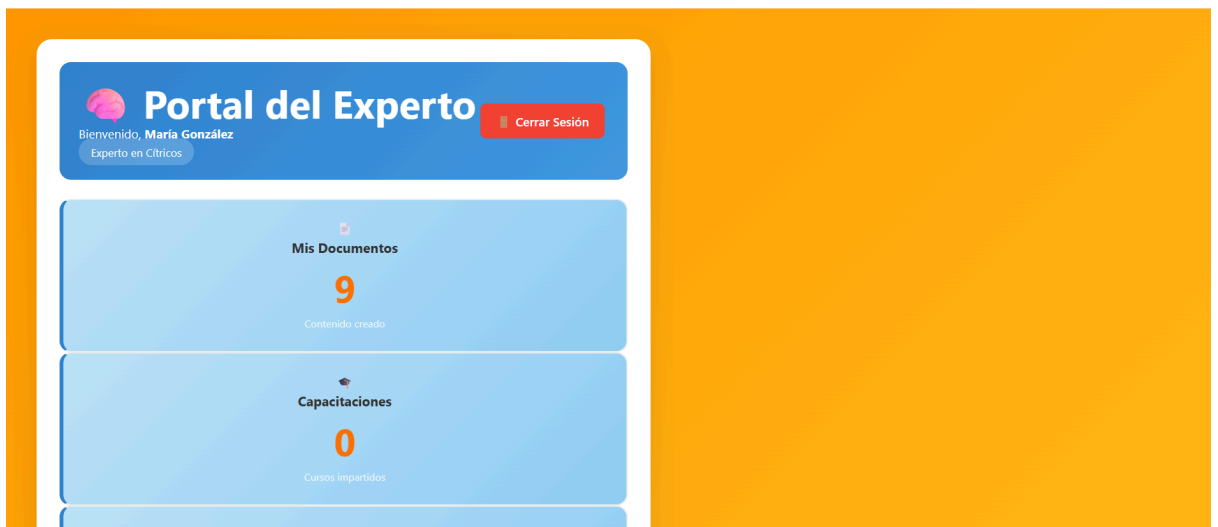 Portal del Experto
Bienvenido, María González
Experto en Cítricos
Cerrar Sesión
Mis Documentos
9
Contenido creado
Capacitaciones
0
Cursos impartidos